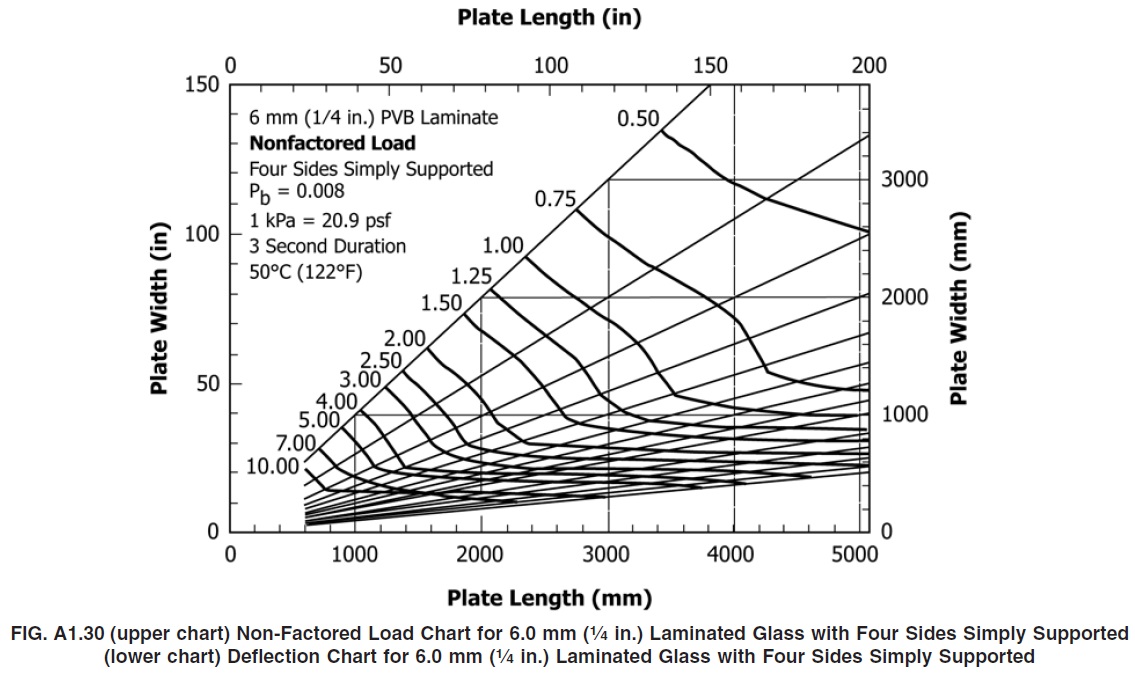 Plate Length (in)
0 50 100 150 200
150
6 mm (1/4 in.) PVB Laminate
Nonfactored Load
Four Sides Simply Supported
Pb = 0.008
1 kPa = 20.9 psf
3 Second Duration
50°C (122°F)
0.50
3000
0.75
100
1.00
1.25
2000
1.50
2.00
2.50
50
3.00
4.00
1000
5.00
7.00
10.00
0
0
Plate Width (in)
Plate Width (mm)
0 1000 2000 3000 4000 5000
Plate Length (mm)
FIG. A1.30 (upper chart) Non-Factored Load Chart for 6.0 mm (¼ in.) Laminated Glass with Four Sides Simply Supported
(lower chart) Deflection Chart for 6.0 mm (¼ in.) Laminated Glass with Four Sides Simply Supported